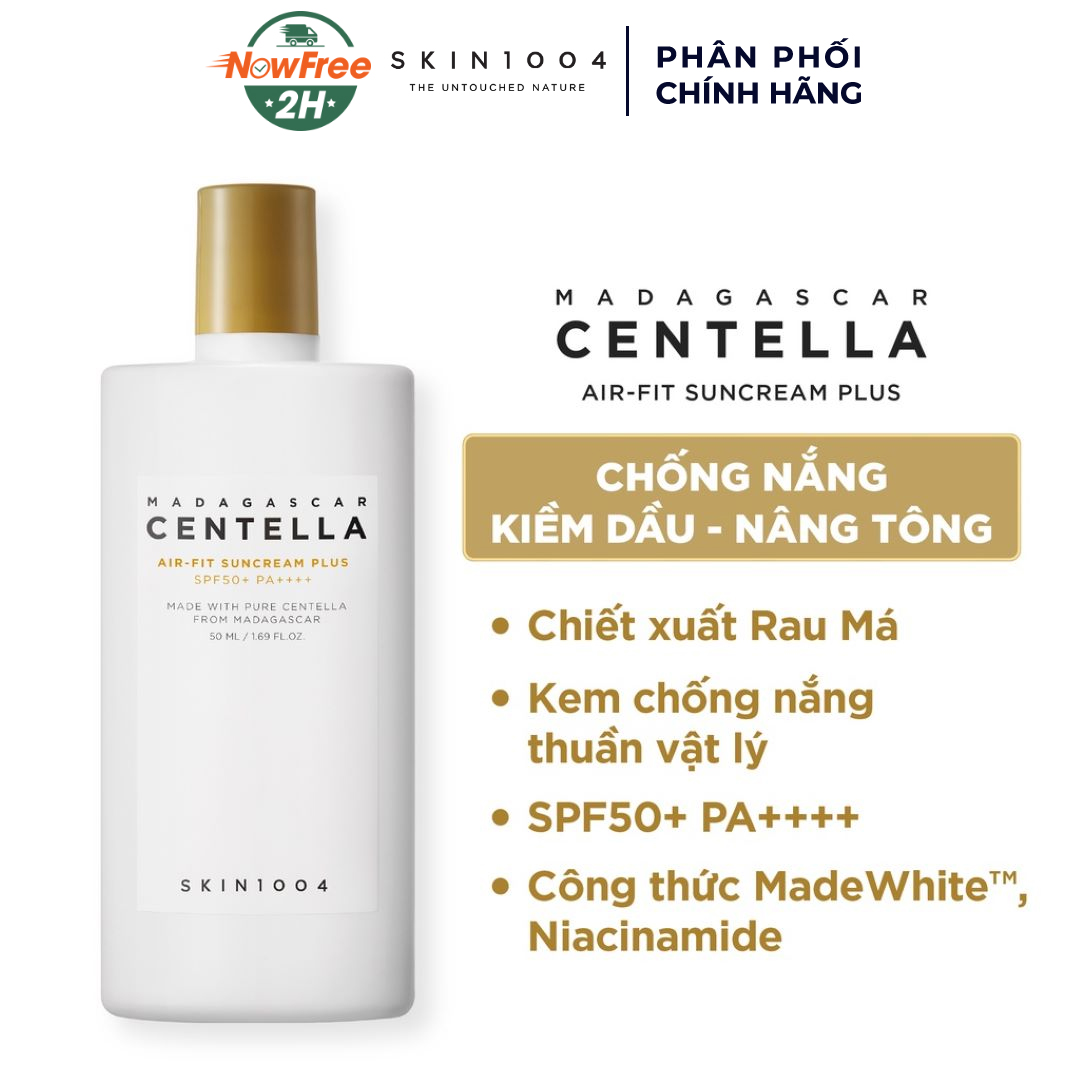 NowFree
2H
SKIN1004
THE UNTOUCHED NATURE
PHÂN PHỐI
CHÍNH HÃNG
MADAGASCAR
CENTELLA
AIR-FIT SUNCREAM PLUS
CHỐNG NẮNG
KIỀM DẦU - NÂNG TÔNG
• Chiết xuất Rau Má
• Kem chống nắng
thuần vật lý
• SPF50+ PA++++
• Công thức MadeWhite™,
Niacinamide
MADAGASCAR
CENTELLA
AIR-FIT SUNCREAM PLUS
SPF50+ PA++++
MADE WITH PURE CENTELLA
FROM MADAGASCAR
50 ML / 1.69 FL.OZ.
SKIN1004